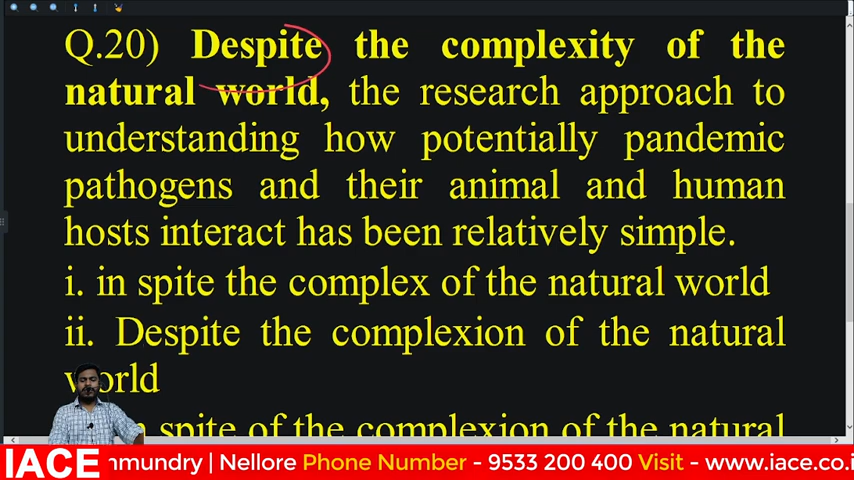 Q.20) Despite the complexity of the
natural world, the research approach to
understanding how potentially pandemic
pathogens and their animal and human
hosts interact has been relatively simple.
i. in spite the complex of the natural world
ii. Despite the complexion of the natural
world
spite of the complexion of the natural
IACE nmundry | Nellore Phone Number - 9533 200 400 Visit - www.iace.co.i